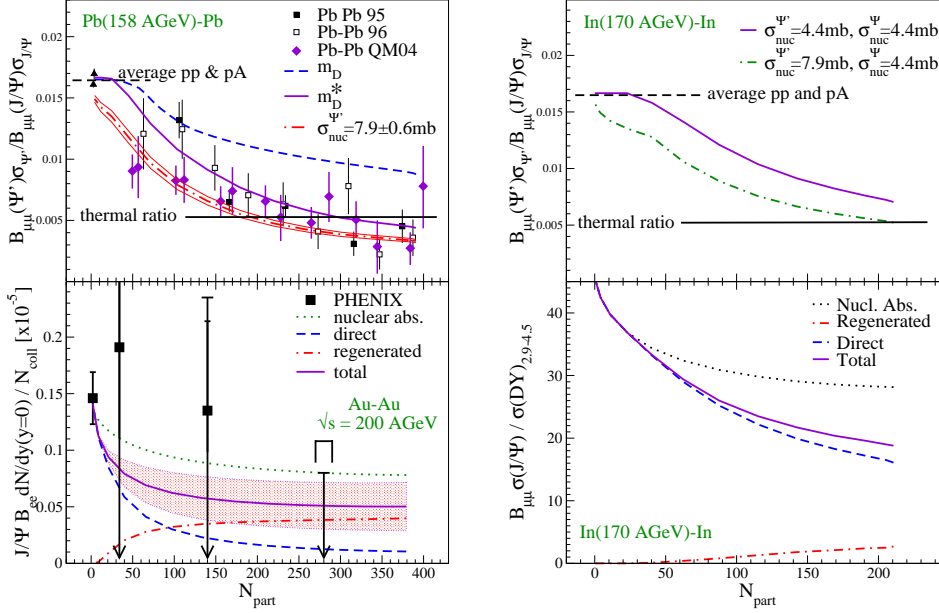 Pb(158 AGeV)-Pb
Pb Pb 95
Pb-Pb 96
Pb-Pb QM04
m_D
m_D^*
σ_nuc^Ψ'=7.9±0.6mb
average pp & pA
thermal ratio
B_μμ(Ψ')σ_Ψ'/B_μμ(J/Ψ)σ_J/Ψ
0.02
0.015
0.01
0.005
In(170 AGeV)-In
σ_nuc^Ψ'=4.4mb, σ_nuc^Ψ=4.4mb
σ_nuc^Ψ'=7.9mb, σ_nuc^Ψ=4.4mb
average pp and pA
thermal ratio
B_μμ(Ψ')σ_Ψ'/B_μμ(J/Ψ)σ_J/Ψ
0.02
0.015
0.01
0.005
PHENIX
nuclear abs.
direct
regenerated
total
Au-Au
√s = 200 AGeV
J/Ψ B_ee dN/dy(y=0) / N_coll [x10^-5]
0.2
0.15
0.1
0.05
0
0 50 100 150 200 250 300 350 400
N_part
Nucl. Abs.
Regenerated
Direct
Total
In(170 AGeV)-In
B_μμ σ(J/Ψ) / σ(DY)_2.9-4.5
40
30
20
10
0
0 50 100 150 200 250
N_part